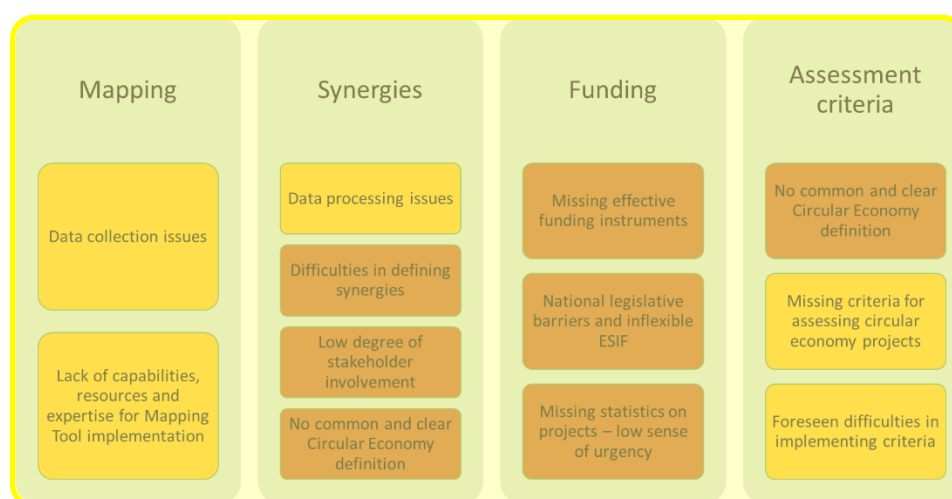 Mapping
Data collection issues
Lack of capabilities,
resources and
expertise for Mapping
Tool implementation
Synergies
Data processing issues
Difficulties in defining
synergies
Low degree of
stakeholder
involvement
No common and clear
Circular Economy
definition
Funding
Missing effective
funding instruments
National legislative
barriers and inflexible
ESIF
Missing statistics on
projects – low sense
of urgency
Assessment
criteria
No common and clear
Circular Economy
definition
Missing criteria for
assessing circular
economy projects
Foreseen difficulties in
implementing criteria